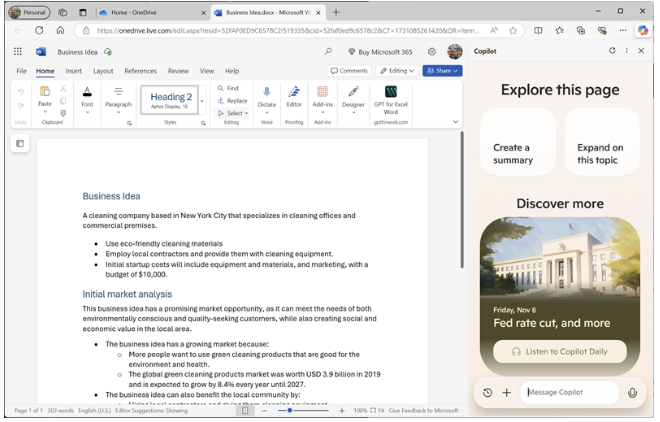 Personal
Home - OneDrive
Business Idea.docx - Microsoft W
https://onedrive.live.com/edit.aspx?resid=52FAF0ED9C6578C2!519335&cid=52faf0ed9c6578c2&CT=1731085261420&OR=Item...
Business Idea
Buy Microsoft 365
File Home Insert Layout References Review View Help
Comments Editing Share
Paste
Font
Paragraph
Heading 2
Aptos Display, 16
Find
Replace
Select
Dictate
Editor
Add-ins
Designer
GPT for Excel
Word
Undo Clipboard Styles Editing Voice Proofing Add-ins gptforwork.com
Business Idea
A cleaning company based in New York City that specializes in cleaning offices and
commercial premises.
• Use eco-friendly cleaning materials
• Employ local contractors and provide them with cleaning equipment.
• Initial startup costs will include equipment and materials, and marketing, with a
budget of $10,000.
Initial market analysis
This business idea has a promising market opportunity, as it can meet the needs of both
environmentally conscious and quality-seeking customers, while also creating social and
economic value in the local area.
• The business idea has a growing market because:
o More people want to use green cleaning products that are good for the
environment and health.
o The global green cleaning products market was worth USD 3.9 billion in 2019
and is expected to grow by 8.4% every year until 2027.
• The business idea can also benefit the local community by:
Page 1 of 1 203 words English (U.S.) Editor Suggestions: Showing
100% Fit Give Feedback to Microsoft
Copilot
Explore this page
Create a
summary
Expand on
this topic
Discover more
Friday, Nov 8
Fed rate cut, and more
Listen to Copilot Daily
Message Copilot